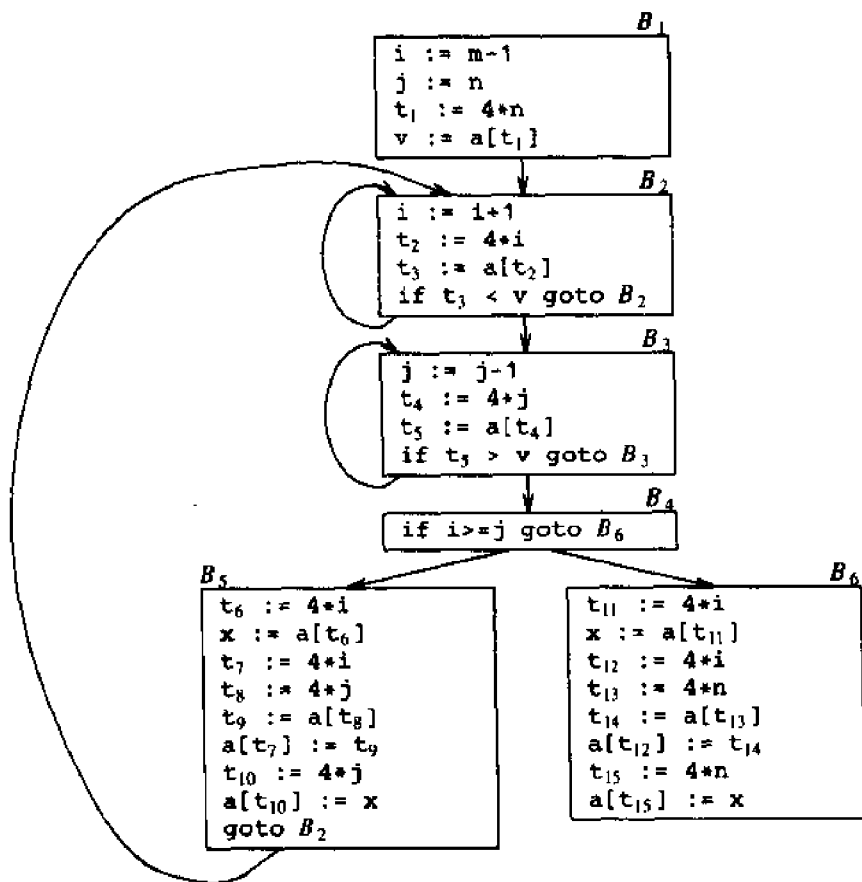 B₁
i := m-1
j := n
t₁ := 4*n
v := a[t₁]
B₂
i := i+1
t₂ := 4*i
t₃ := a[t₂]
if t₃ < v goto B₂
B₃
j := j-1
t₄ := 4*j
t₅ := a[t₄]
if t₅ > v goto B₃
B₄
if i>=j goto B₆
B₅
t₆ := 4*i
x := a[t₆]
t₇ := 4*i
t₈ := 4*j
t₉ := a[t₈]
a[t₇] := t₉
t₁₀ := 4*j
a[t₁₀] := x
goto B₂
B₆
t₁₁ := 4*i
x := a[t₁₁]
t₁₂ := 4*i
t₁₃ := 4*n
t₁₄ := a[t₁₃]
a[t₁₂] := t₁₄
t₁₅ := 4*n
a[t₁₅] := x